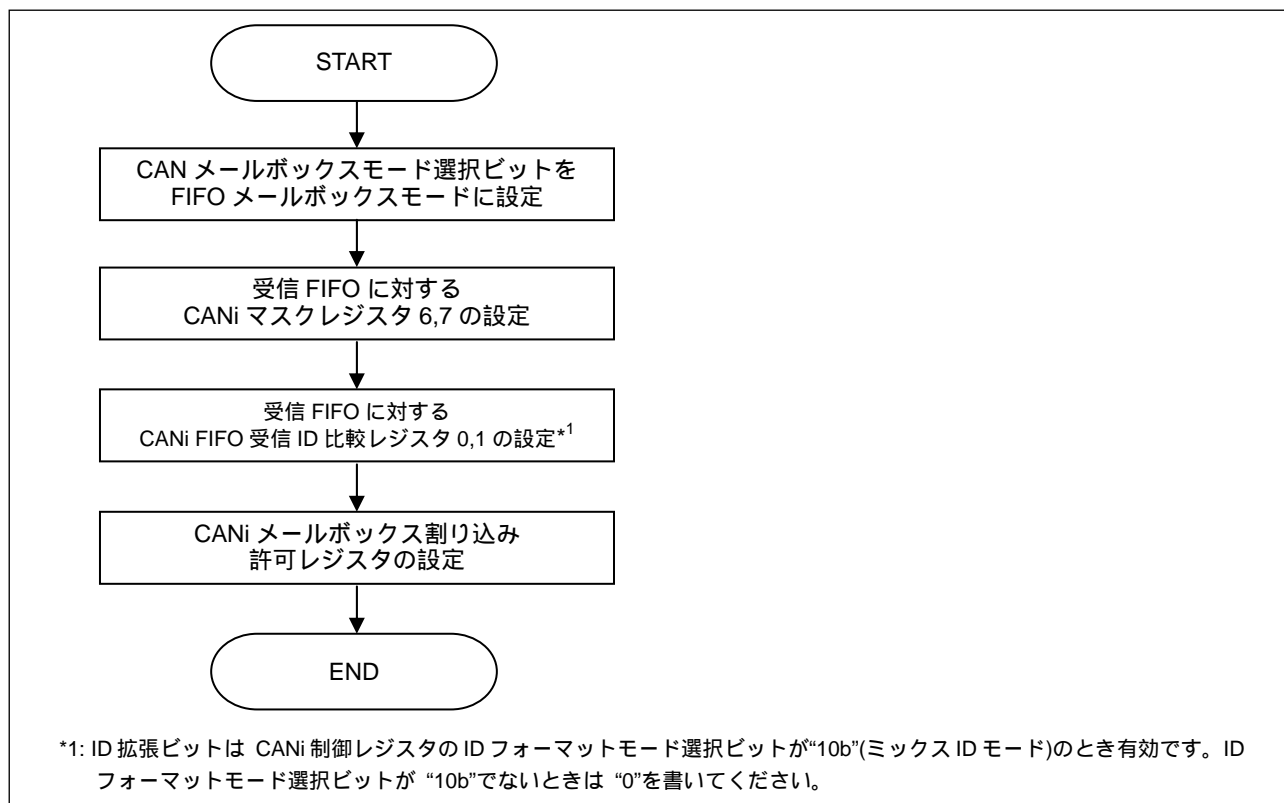 START
CAN メールボックスモード選択ビットを
FIFO メールボックスモードに設定
受信 FIFO に対する
CANi マスクレジスタ 6,7 の設定
受信 FIFO に対する
CANi FIFO 受信 ID 比較レジスタ 0,1 の設定*1
CANi メールボックス割り込み
許可レジスタの設定
END
*1: ID 拡張ビットは CANi 制御レジスタの ID フォーマットモード選択ビットが“10b”(ミックス ID モード)のとき有効です。ID
フォーマットモード選択ビットが “10b”でないときは “0”を書いてください。